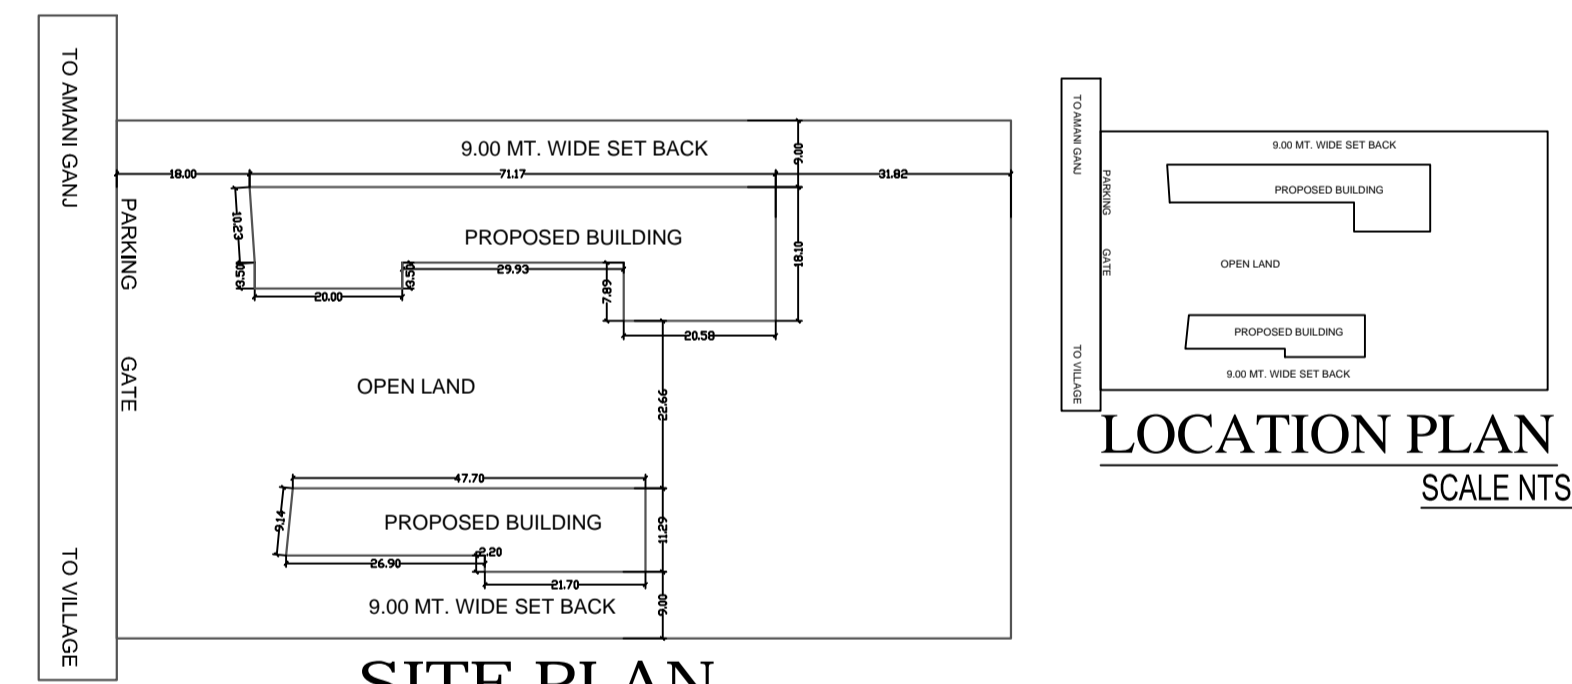 TO AMANI GANJ
9.00 MT. WIDE SET BACK
9.00
18.00
71.17
31.82
10.23
PARKING
PROPOSED BUILDING
18.10
3.50
3.50
29.93
7.89
20.00
20.58
GATE
OPEN LAND
22.66
47.70
9.14
PROPOSED BUILDING
11.29
2.20
26.90
21.70
9.00 MT. WIDE SET BACK
9.00
TO VILLAGE
SITE PLAN
TO AMANI GANJ
9.00 MT. WIDE SET BACK
PARKING
PROPOSED BUILDING
GATE
OPEN LAND
PROPOSED BUILDING
TO VILLAGE
9.00 MT. WIDE SET BACK
LOCATION PLAN
SCALE NTS